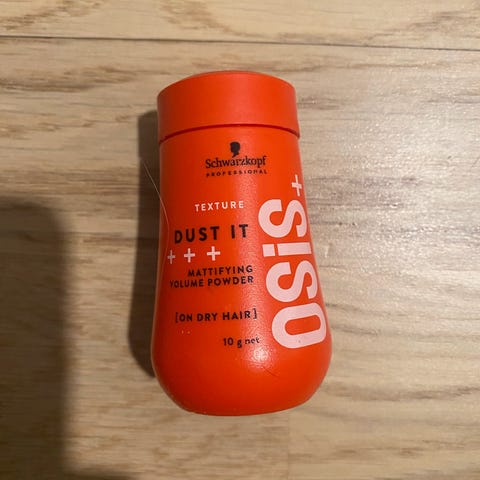 Schwarzkopf
PROFESSIONAL
TEXTURE
DUST IT
+++
MATTIFYING
VOLUME POWDER
[ON DRY HAIR]
10 g net
OSiS+